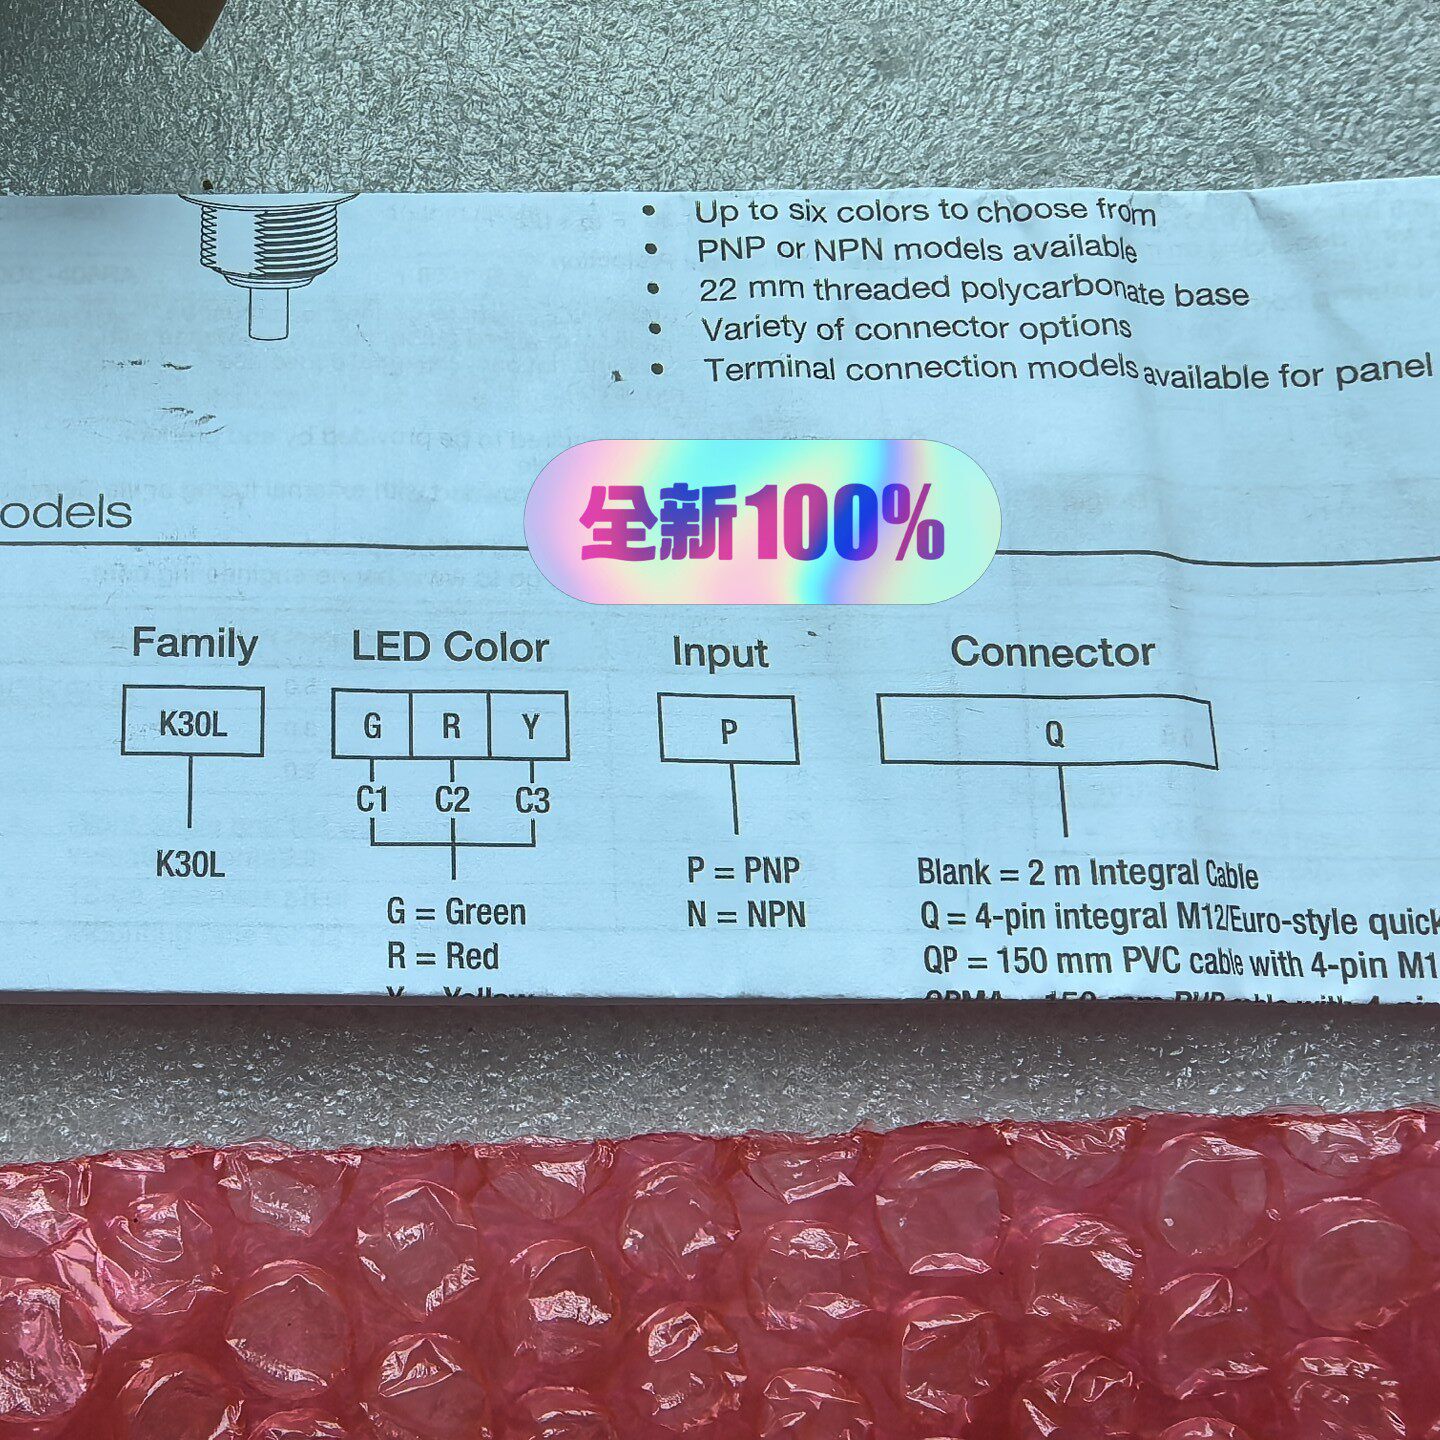 • Up to six colors to choose from
• PNP or NPN models available
• 22 mm threaded polycarbonate base
• Variety of connector options
• Terminal connection models available for panel
odels
全新100%
Family LED Color Input Connector
K30L G R Y P Q
C1 C2 C3
K30L
P = PNP
N = NPN
Blank = 2 m Integral Cable
Q = 4-pin integral M12/Euro-style quick
QP = 150 mm PVC cable with 4-pin M1
G = Green
R = Red